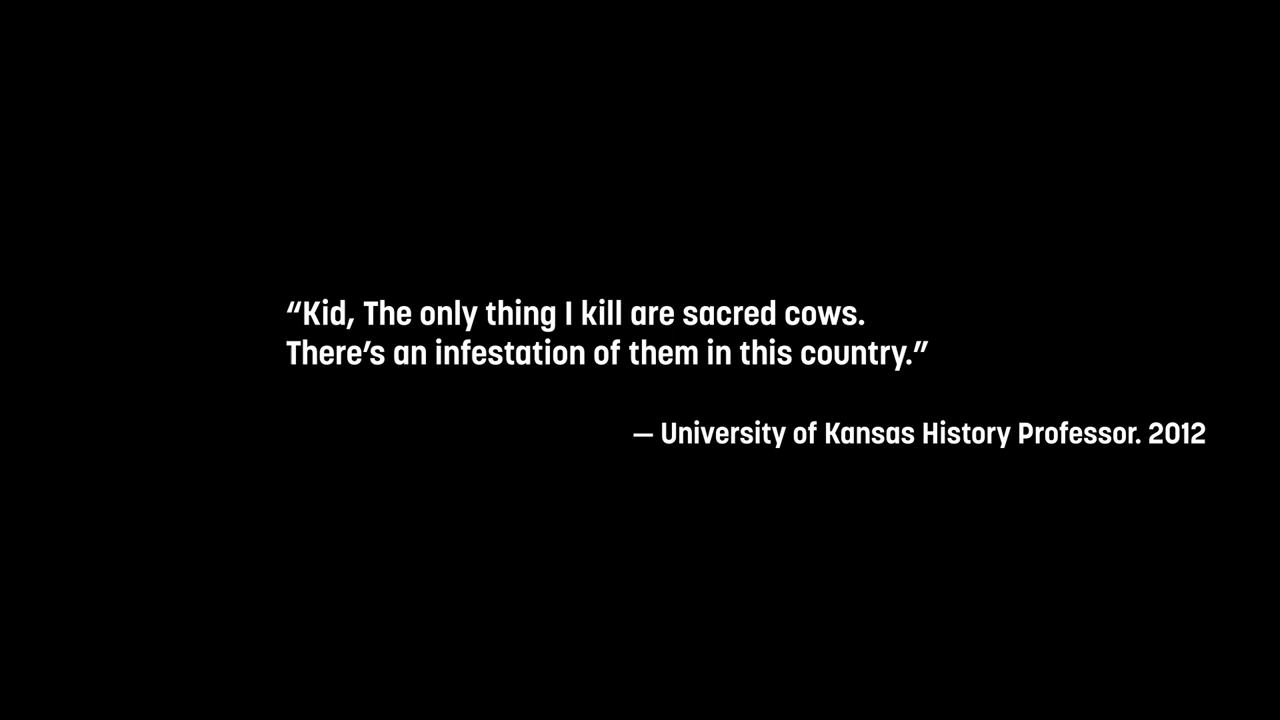 “Kid, The only thing I kill are sacred cows.
There’s an infestation of them in this country.”
— University of Kansas History Professor. 2012